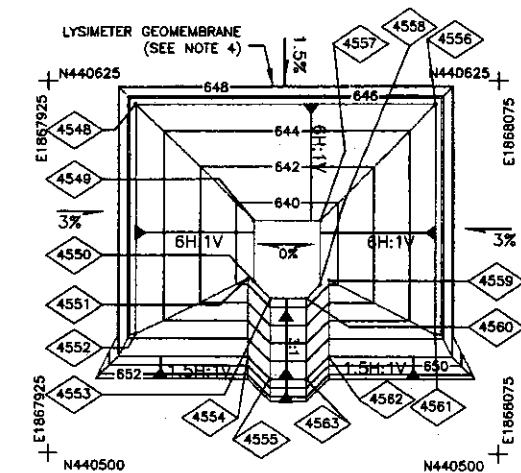 LYSIMETER GEOMEMBRANE
(SEE NOTE 4)
1.5%
4557
4558
4556
N440625
N440625
E1867925
E1868075
648
646
4548
644
6H:1V
642
4549
640
3%
6H:1V
0%
6H:1V
3%
4550
4559
4551
4560
4552
3:1
652
1.5H:1V
1.5H:1V
650
4553
4554
4555
4563
4562
4561
E1867925
E1868075
N440500
N440500